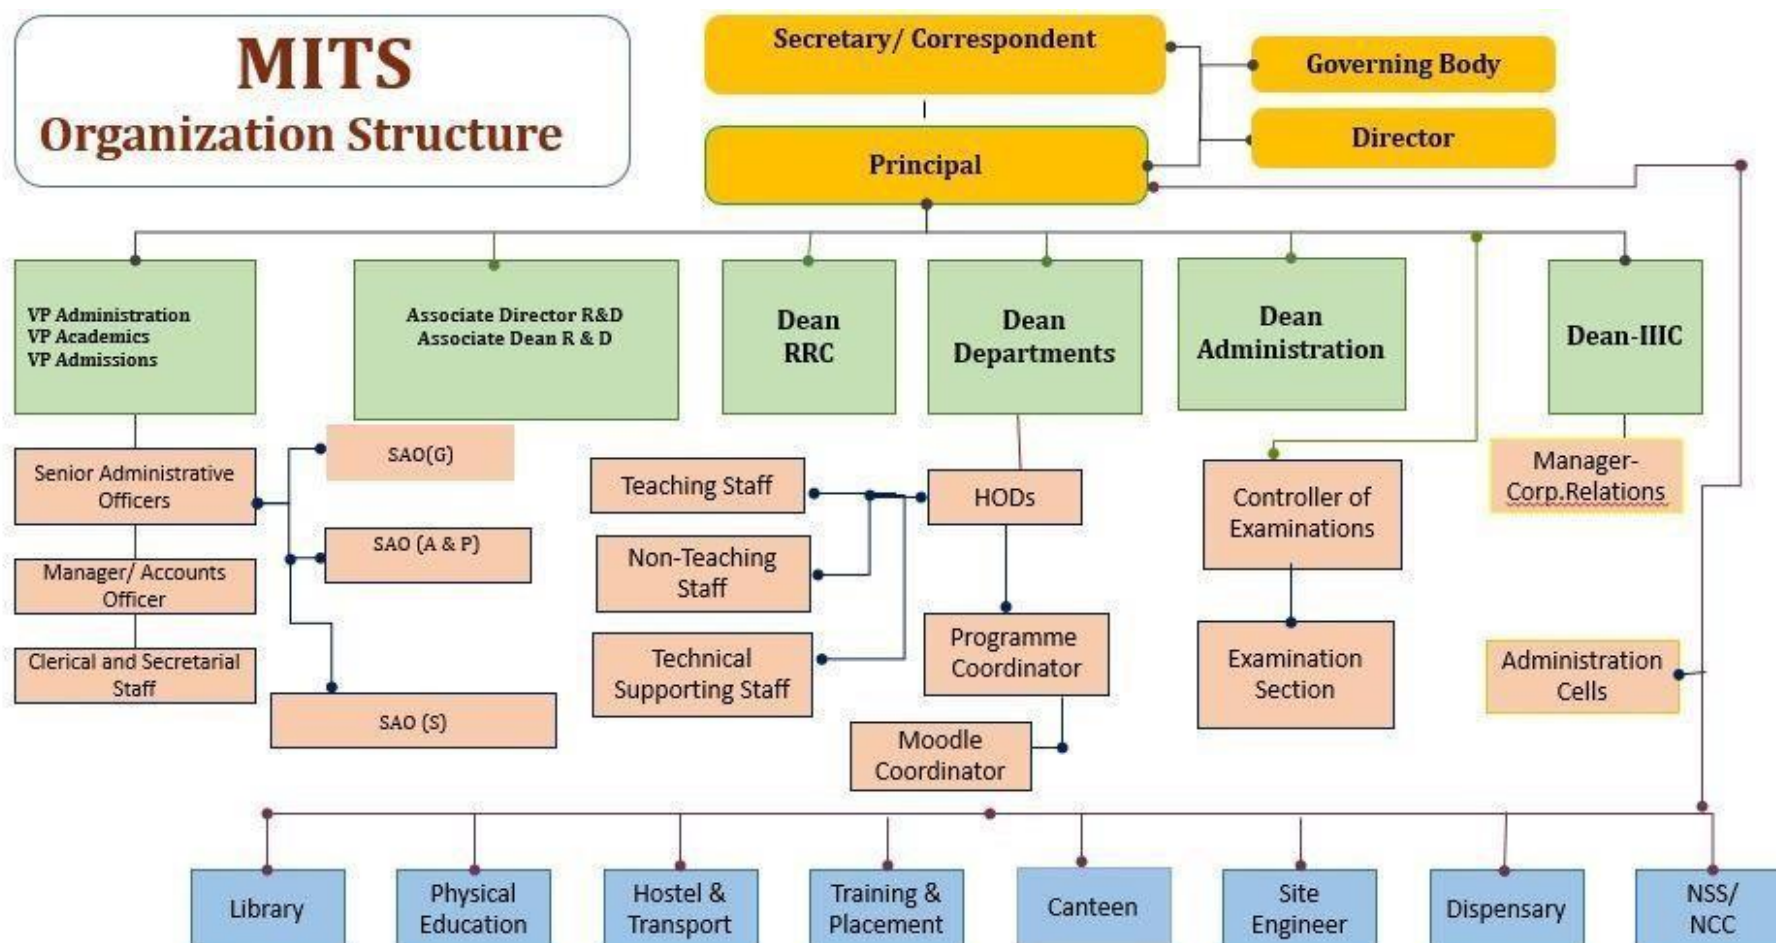 MITS
Organization Structure
Secretary/ Correspondent
Governing Body
Director
Principal
VP Administration
VP Academics
VP Admissions
Associate Director R&D
Associate Dean R & D
Dean
RRC
Dean
Departments
Dean
Administration
Dean-IIIC
Senior Administrative
Officers
SAO(G)
SAO (A & P)
Manager/ Accounts
Officer
Clerical and Secretarial
Staff
SAO (S)
Teaching Staff
Non-Teaching
Staff
Technical
Supporting Staff
HODs
Programme
Coordinator
Moodle
Coordinator
Controller of
Examinations
Examination
Section
Manager-
Corp.Relations
Administration
Cells
Library
Physical
Education
Hostel &
Transport
Training &
Placement
Canteen
Site
Engineer
Dispensary
NSS/
NCC